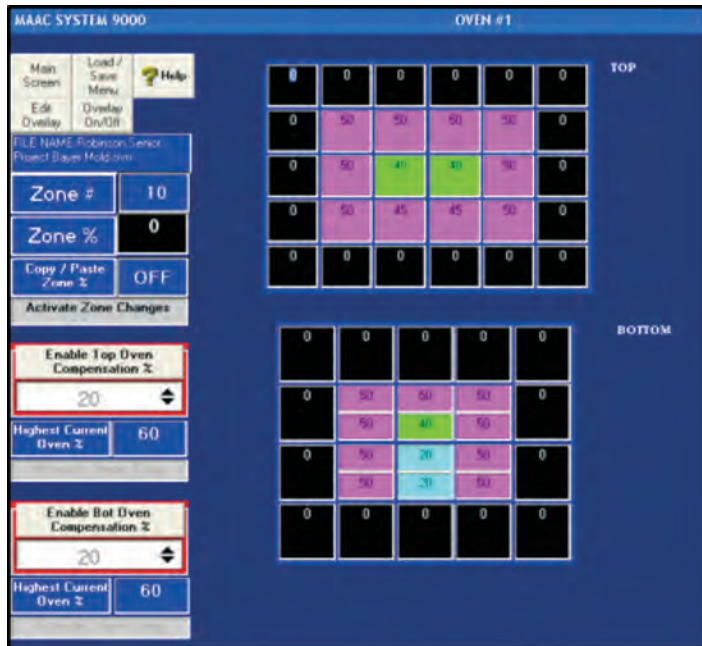 MAAC SYSTEM 9000 OVEN #1
Main Screen
Load / Save Menu
? Help
Edit Overlay
Overlay On/Off
FILE NAME Robinson Senior
Project Bayer Mold.ovn
Zone # 10
Zone % 0
Copy / Paste Zone % OFF
Activate Zone Changes
Enable Top Oven
Compensation %
20
Highest Current Oven % 60
Enable Bot Oven
Compensation %
20
Highest Current Oven % 60
TOP
0 0 0 0 0 0
0 50 50 50 50 0
0 50 40 40 50 0
0 50 45 45 50 0
0 0 0 0 0 0
BOTTOM
0 0 0 0 0
0 50 50 50 0
50 40 50
0 50 20 50 0
50 20 50
0 0 0 0 0